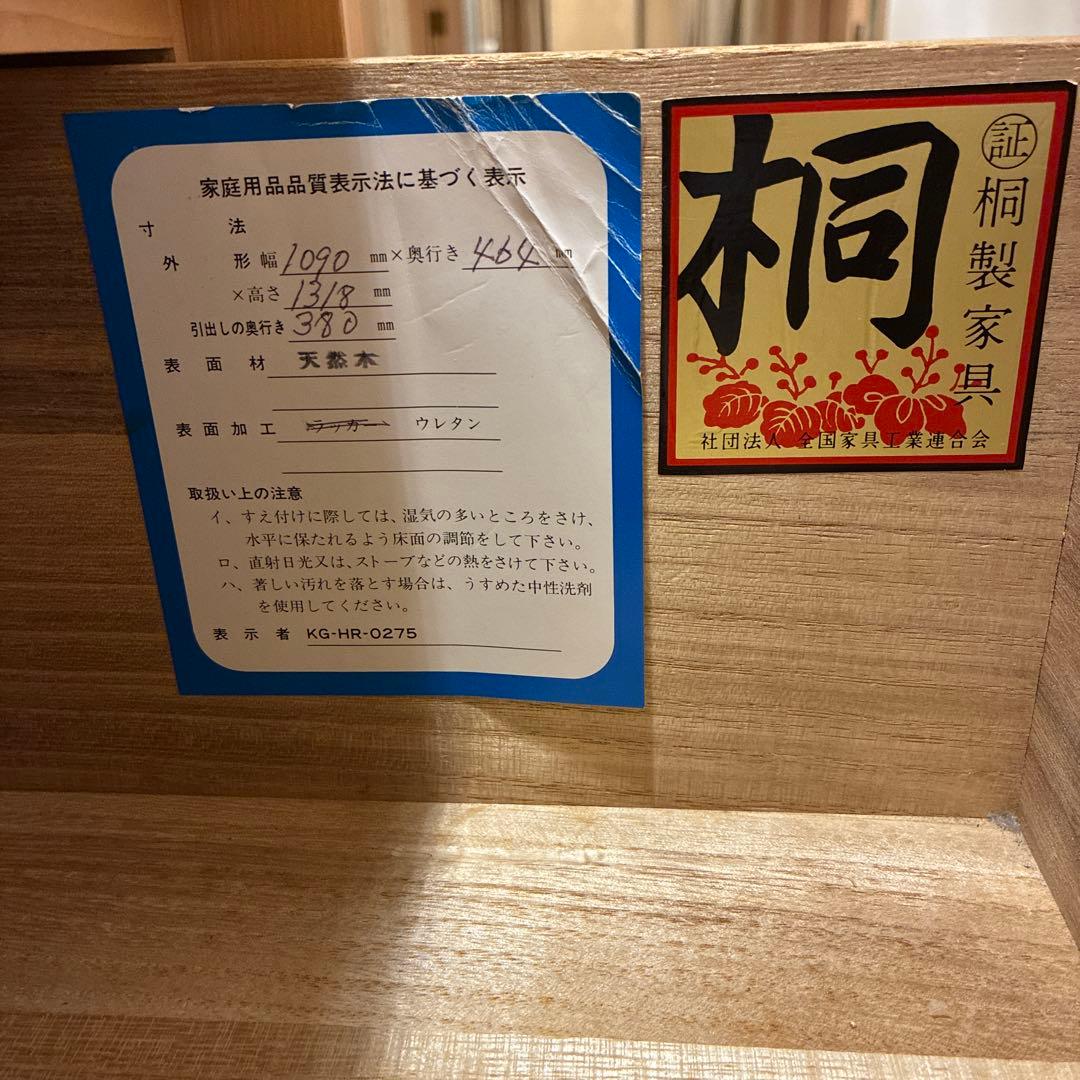 家庭用品品質表示法に基づく表示
寸法
外形 幅 1090 mm × 奥行き 464 mm
×高さ 1318 mm
引出しの奥行き 380 mm
表面材 天然木
表面加工 ラッカー ウレタン
取扱い上の注意
イ、すえ付けに際しては、湿気の多いところをさけ、
水平に保たれるよう床面の調節をして下さい。
ロ、直射日光又は、ストーブなどの熱をさけて下さい。
ハ、著しい汚れを落とす場合は、うすめた中性洗剤
を使用してください。
表示者 KG-HR-0275
桐
証 桐製家具
社団法人 全国家具工業連合会